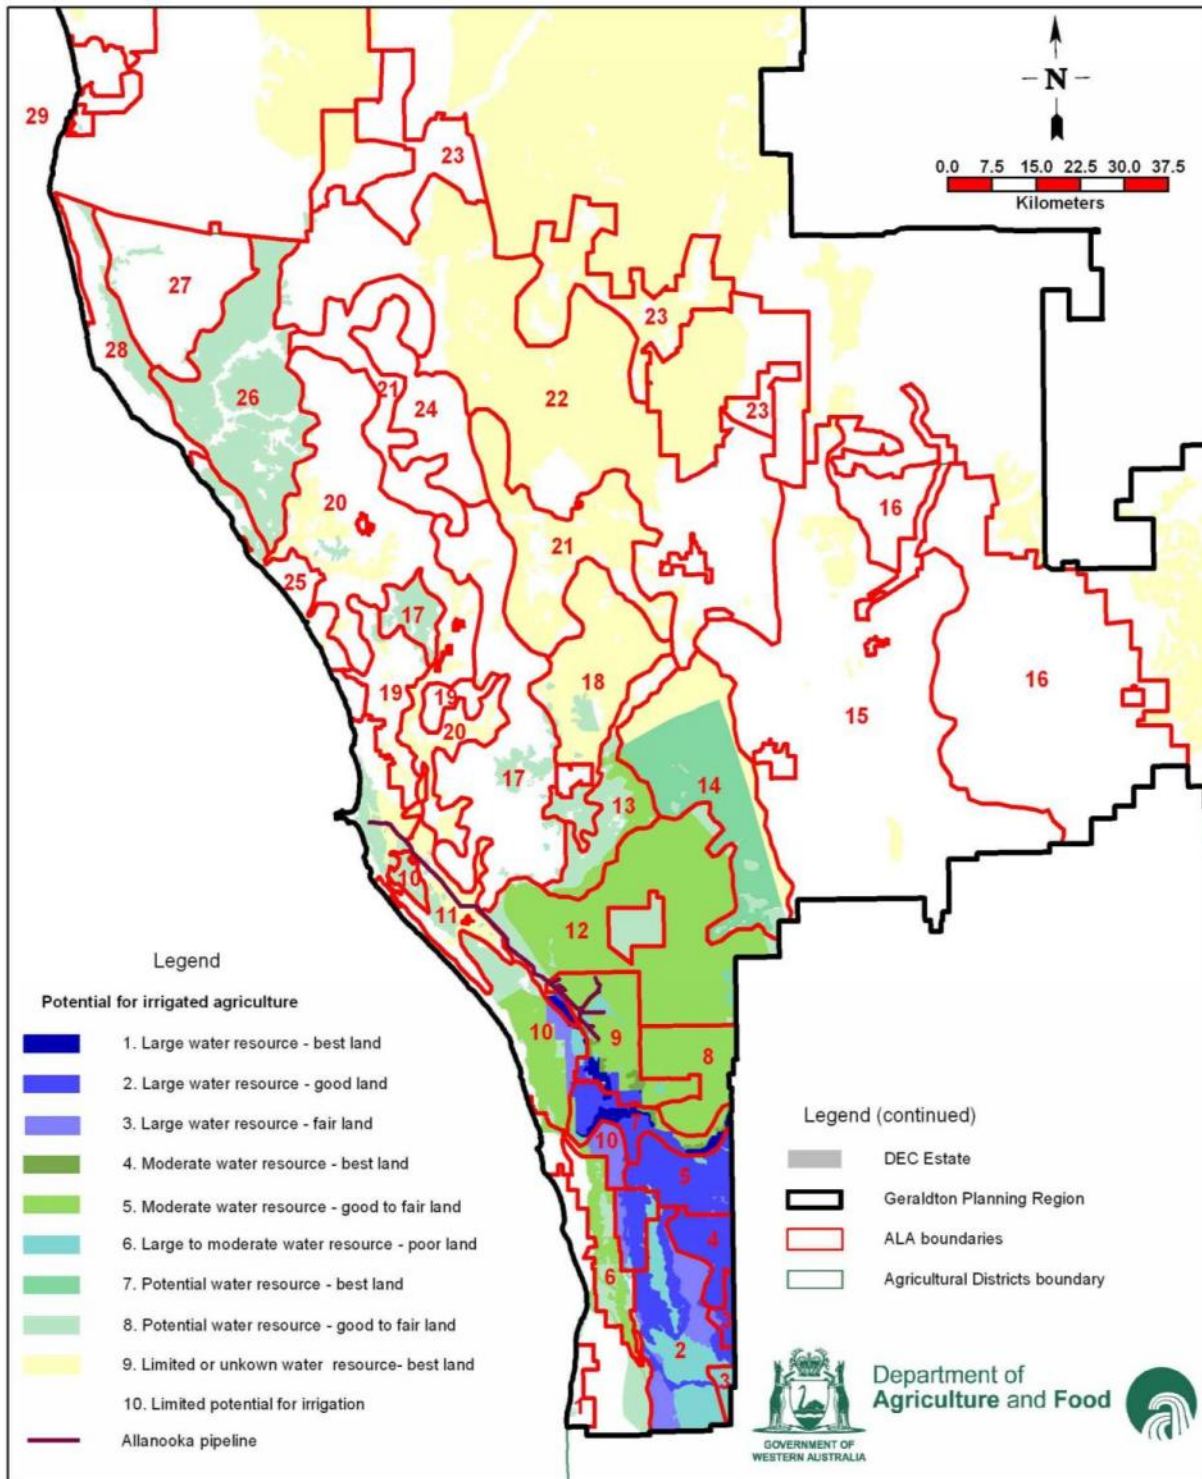 N
0.0 7.5 15.0 22.5 30.0 37.5
Kilometers
29
23
27
23
28
21
22
26
24
23
20
16
21
25
17
18
16
19
19
15
20
17
14
13
10
11
12
10
9
8
7
10
5
4
6
2
3
1
Legend
Potential for irrigated agriculture
1. Large water resource - best land
2. Large water resource - good land
3. Large water resource - fair land
4. Moderate water resource - best land
5. Moderate water resource - good to fair land
6. Large to moderate water resource - poor land
7. Potential water resource - best land
8. Potential water resource - good to fair land
9. Limited or unkown water resource- best land
10. Limited potential for irrigation
Allanooka pipeline
Legend (continued)
DEC Estate
Geraldton Planning Region
ALA boundaries
Agricultural Districts boundary
GOVERNMENT OF
WESTERN AUSTRALIA
Department of
Agriculture and Food